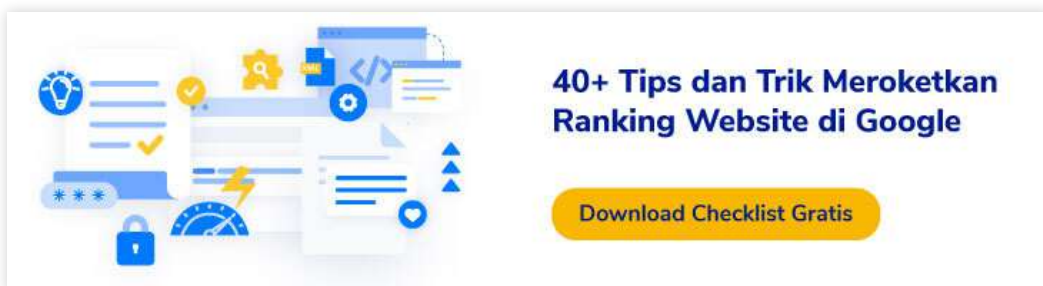 40+ Tips dan Trik Meroketkan
Ranking Website di Google
Download Checklist Gratis